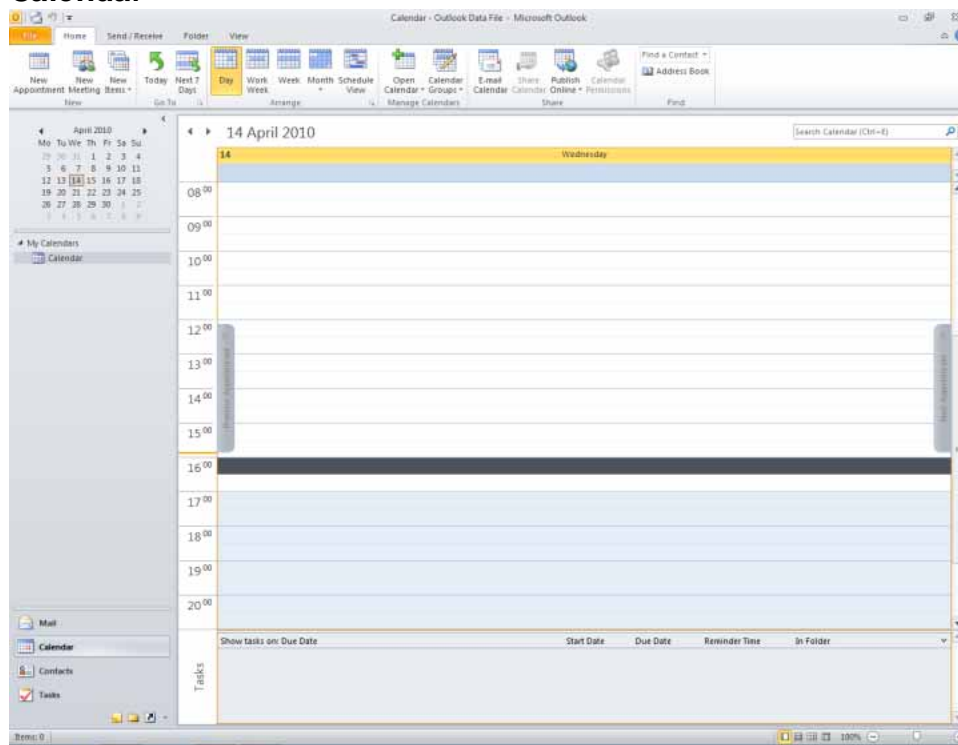 Calendar
Calendar - Outlook Data File - Microsoft Outlook
File Home Send / Receive Folder View
New Appointment New Meeting New Items Today Next 7 Days Day Work Week Week Month Schedule View Open Calendar Calendar Groups E-mail Calendar Share Calendar Publish Online Calendar Permissions Find a Contact
Address Book
New Go To Arrange Manage Calendars Share Find
April 2010
Mo Tu We Th Fr Sa Su
29 30 31 1 2 3 4
5 6 7 8 9 10 11
12 13 14 15 16 17 18
19 20 21 22 23 24 25
26 27 28 29 30 1 2
3 4 5 6 7 8 9
My Calendars
Calendar
14 April 2010
Search Calendar (Ctrl+E)
14 Wednesday
08 00
09 00
10 00
11 00
12 00
13 00
14 00
15 00
16 00
17 00
18 00
19 00
20 00
Previous Appointment
Next Appointment
Mail
Calendar
Contacts
Tasks
Tasks
Show tasks on: Due Date Start Date Due Date Reminder Time In Folder
Items: 0
100%